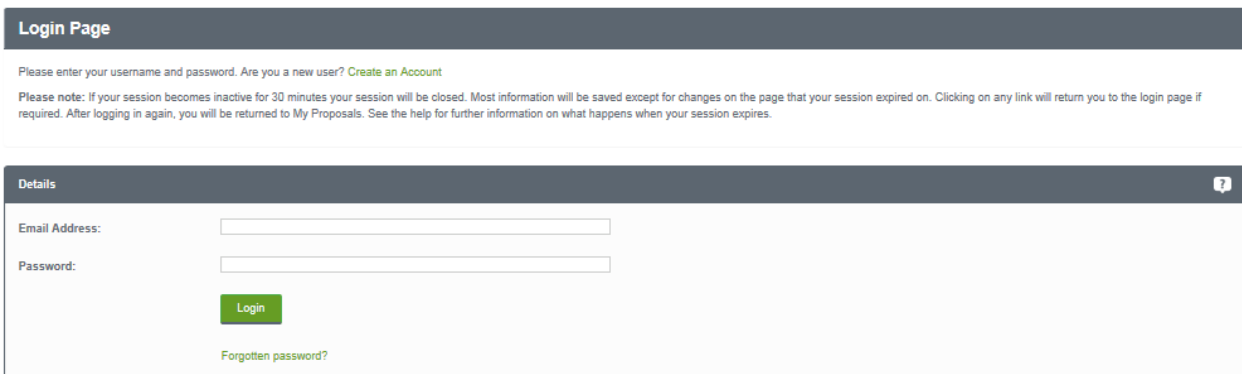 Login Page
Please enter your username and password. Are you a new user? Create an Account
Please note: If your session becomes inactive for 30 minutes your session will be closed. Most information will be saved except for changes on the page that your session expired on. Clicking on any link will return you to the login page if
required. After logging in again, you will be returned to My Proposals. See the help for further information on what happens when your session expires.
Details ?
Email Address:
Password:
Login
Forgotten password?